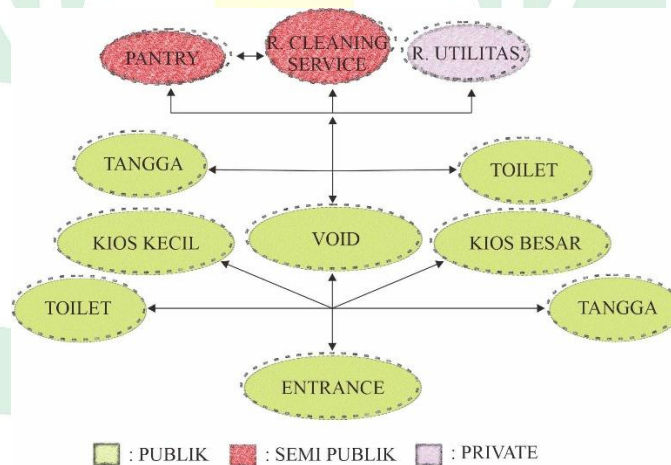 PANTRY
R. CLEANING
SERVICE
R. UTILITAS
TANGGA
TOILET
KIOS KECIL
VOID
KIOS BESAR
TOILET
TANGGA
ENTRANCE
: PUBLIK
: SEMI PUBLIK
: PRIVATE